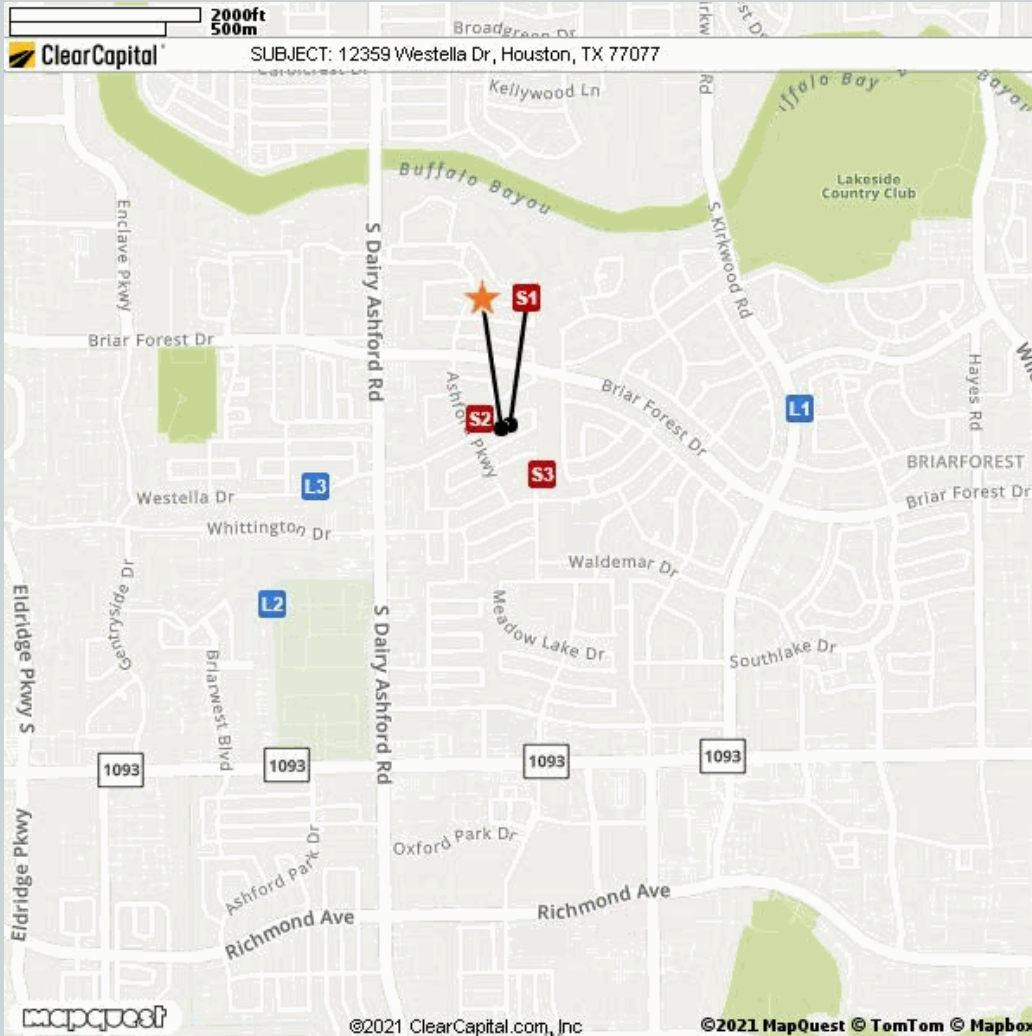 2000ft
500m
Broadgreen Dr
ClearCapital
SUBJECT: 12359 Westella Dr, Houston, TX 77077
Kellywood Ln
Rd
Buffalo Bayou
Lakeside
Country Club
Enclave Pkwy
S Dairy Ashford Rd
S Kirkwood Rd
S1
Briar Forest Dr
Hayes Rd
Ashford Pkwy
Briar Forest Dr
S2
L1
S3
BRIARFOREST
L3
Westella Dr
Briar Forest Dr
Whittington Dr
Waldemar Dr
Gentryside Dr
L2
Eldridge Pkwy S
S Dairy Ashford Rd
Meadow Lake Dr
Southlake Dr
Briarwest Blvd
1093
1093
1093
1093
Eldridge Pkwy
Oxford Park Dr
Ashford Park Dr
Richmond Ave
Richmond Ave
mapquest
©2021 ClearCapital.com, Inc
©2021 MapQuest © TomTom © Mapbox